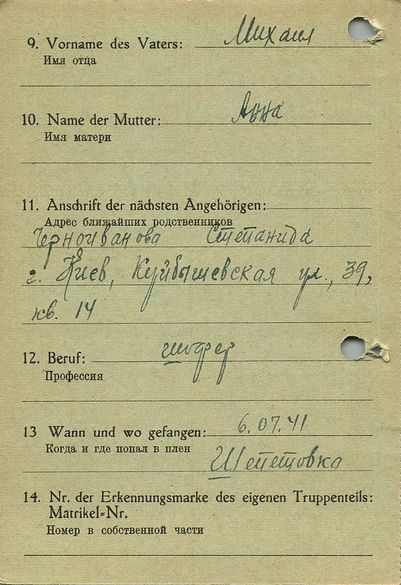 9. Vorname des Vaters: Михаил
Имя отца
10. Name der Mutter: Анна
Имя матери
11. Anschrift der nächsten Angehörigen:
Адрес ближайших родственников
Черноиванова Степанида
г. Киев, Куйбышевская ул., 39,
кв. 14
12. Beruf: шофер
Профессия
13 Wann und wo gefangen: 6.07.41
Когда и где попал в плен
Шепетовка
14. Nr. der Erkennungsmarke des eigenen Truppenteils:
Matrikel-Nr.
Номер в собственной части